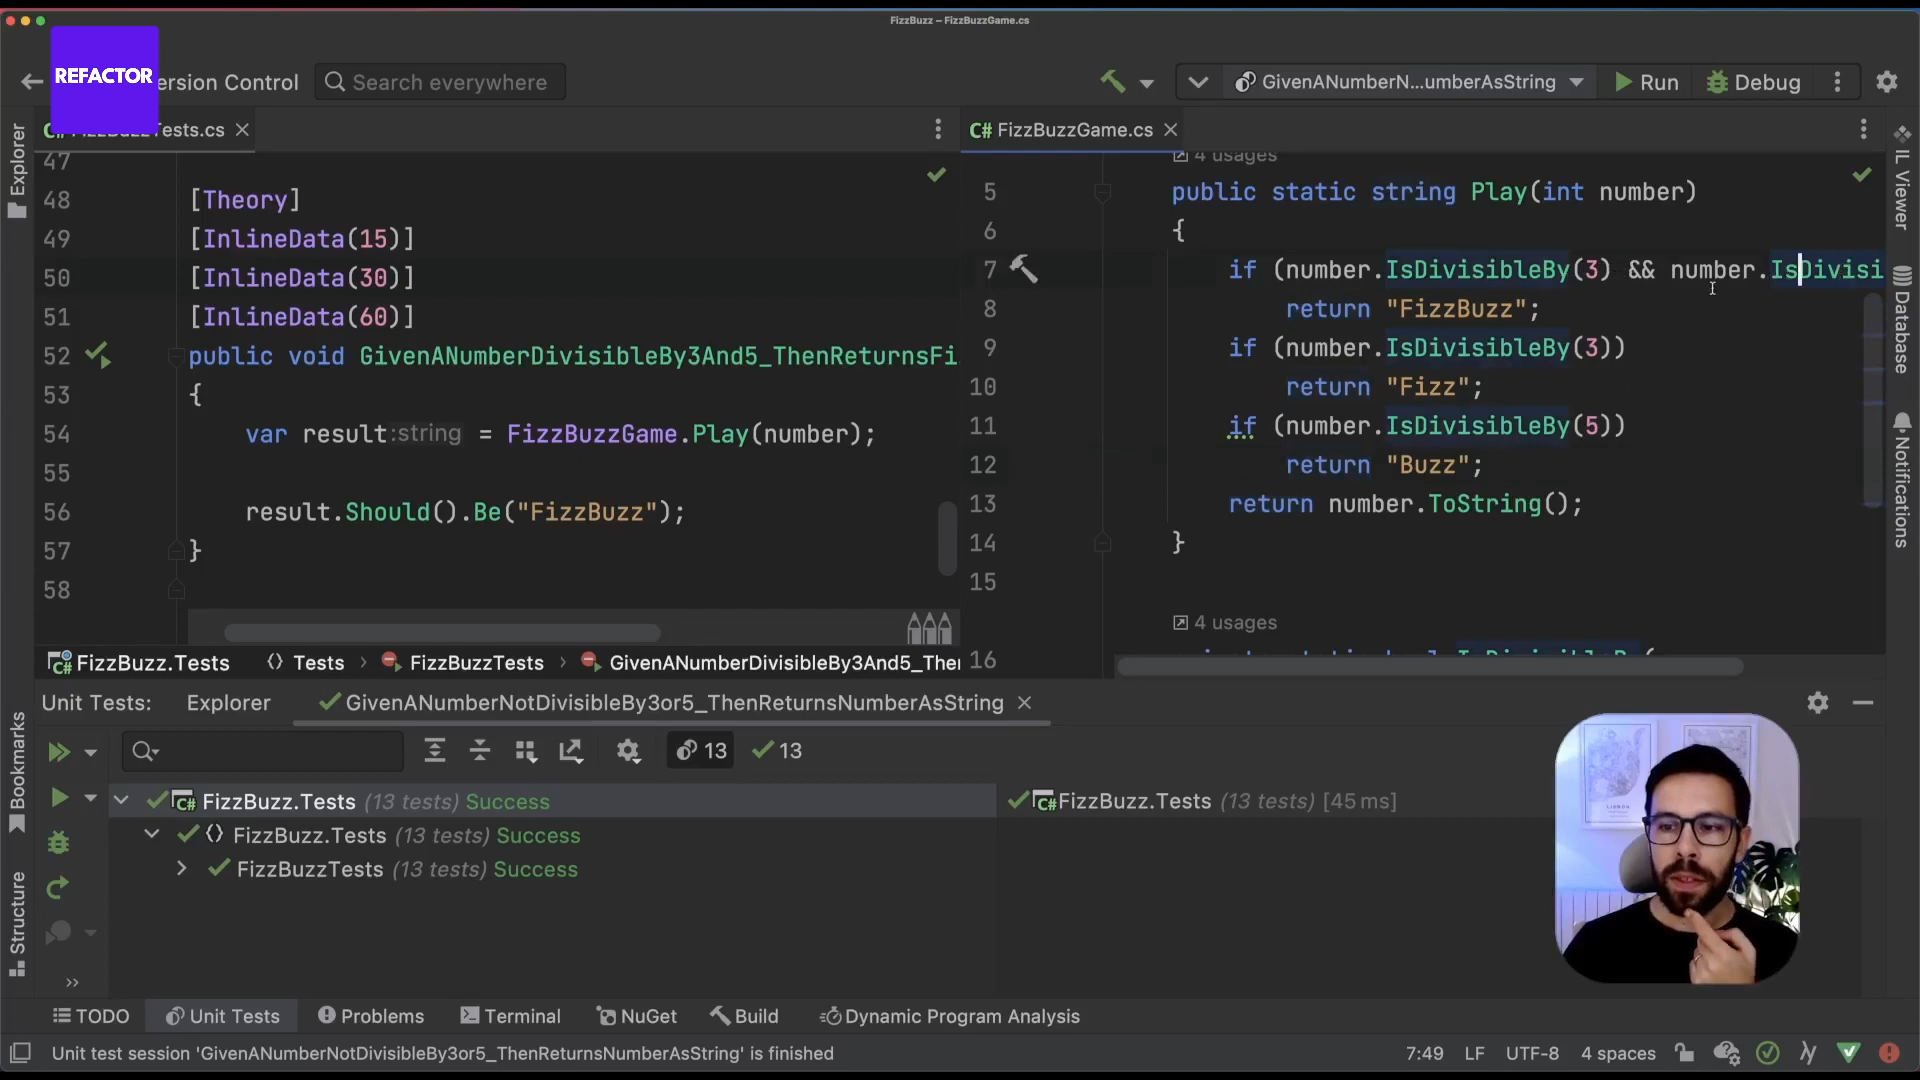 FizzBuzz – FizzBuzzGame.cs
REFACTOR
ersion Control
Search everywhere
GivenANumberN...umberAsString
Run
Debug
Explorer
C# FizzBuzzTests.cs
C# FizzBuzzGame.cs
47
48 [Theory]
49 [InlineData(15)]
50 [InlineData(30)]
51 [InlineData(60)]
52 public void GivenANumberDivisibleBy3And5_ThenReturnsFi
53 {
54 var result:string = FizzBuzzGame.Play(number);
55
56 result.Should().Be("FizzBuzz");
57 }
58
4 usages
5 public static string Play(int number)
6 {
7 if (number.IsDivisibleBy(3) && number.IsDivisi
8 return "FizzBuzz";
9 if (number.IsDivisibleBy(3))
10 return "Fizz";
11 if (number.IsDivisibleBy(5))
12 return "Buzz";
13 return number.ToString();
14 }
15
4 usages
16
IL Viewer
Database
Notifications
C# FizzBuzz.Tests
Tests
FizzBuzzTests
GivenANumberDivisibleBy3And5_The
Unit Tests:
Explorer
GivenANumberNotDivisibleBy3or5_ThenReturnsNumberAsString
13
13
C# FizzBuzz.Tests (13 tests) Success
FizzBuzz.Tests (13 tests) Success
FizzBuzzTests (13 tests) Success
C# FizzBuzz.Tests (13 tests) [45 ms]
Bookmarks
Structure
LISBON
TODO
Unit Tests
Problems
Terminal
NuGet
Build
Dynamic Program Analysis
Unit test session 'GivenANumberNotDivisibleBy3or5_ThenReturnsNumberAsString' is finished
7:49
LF
UTF-8
4 spaces